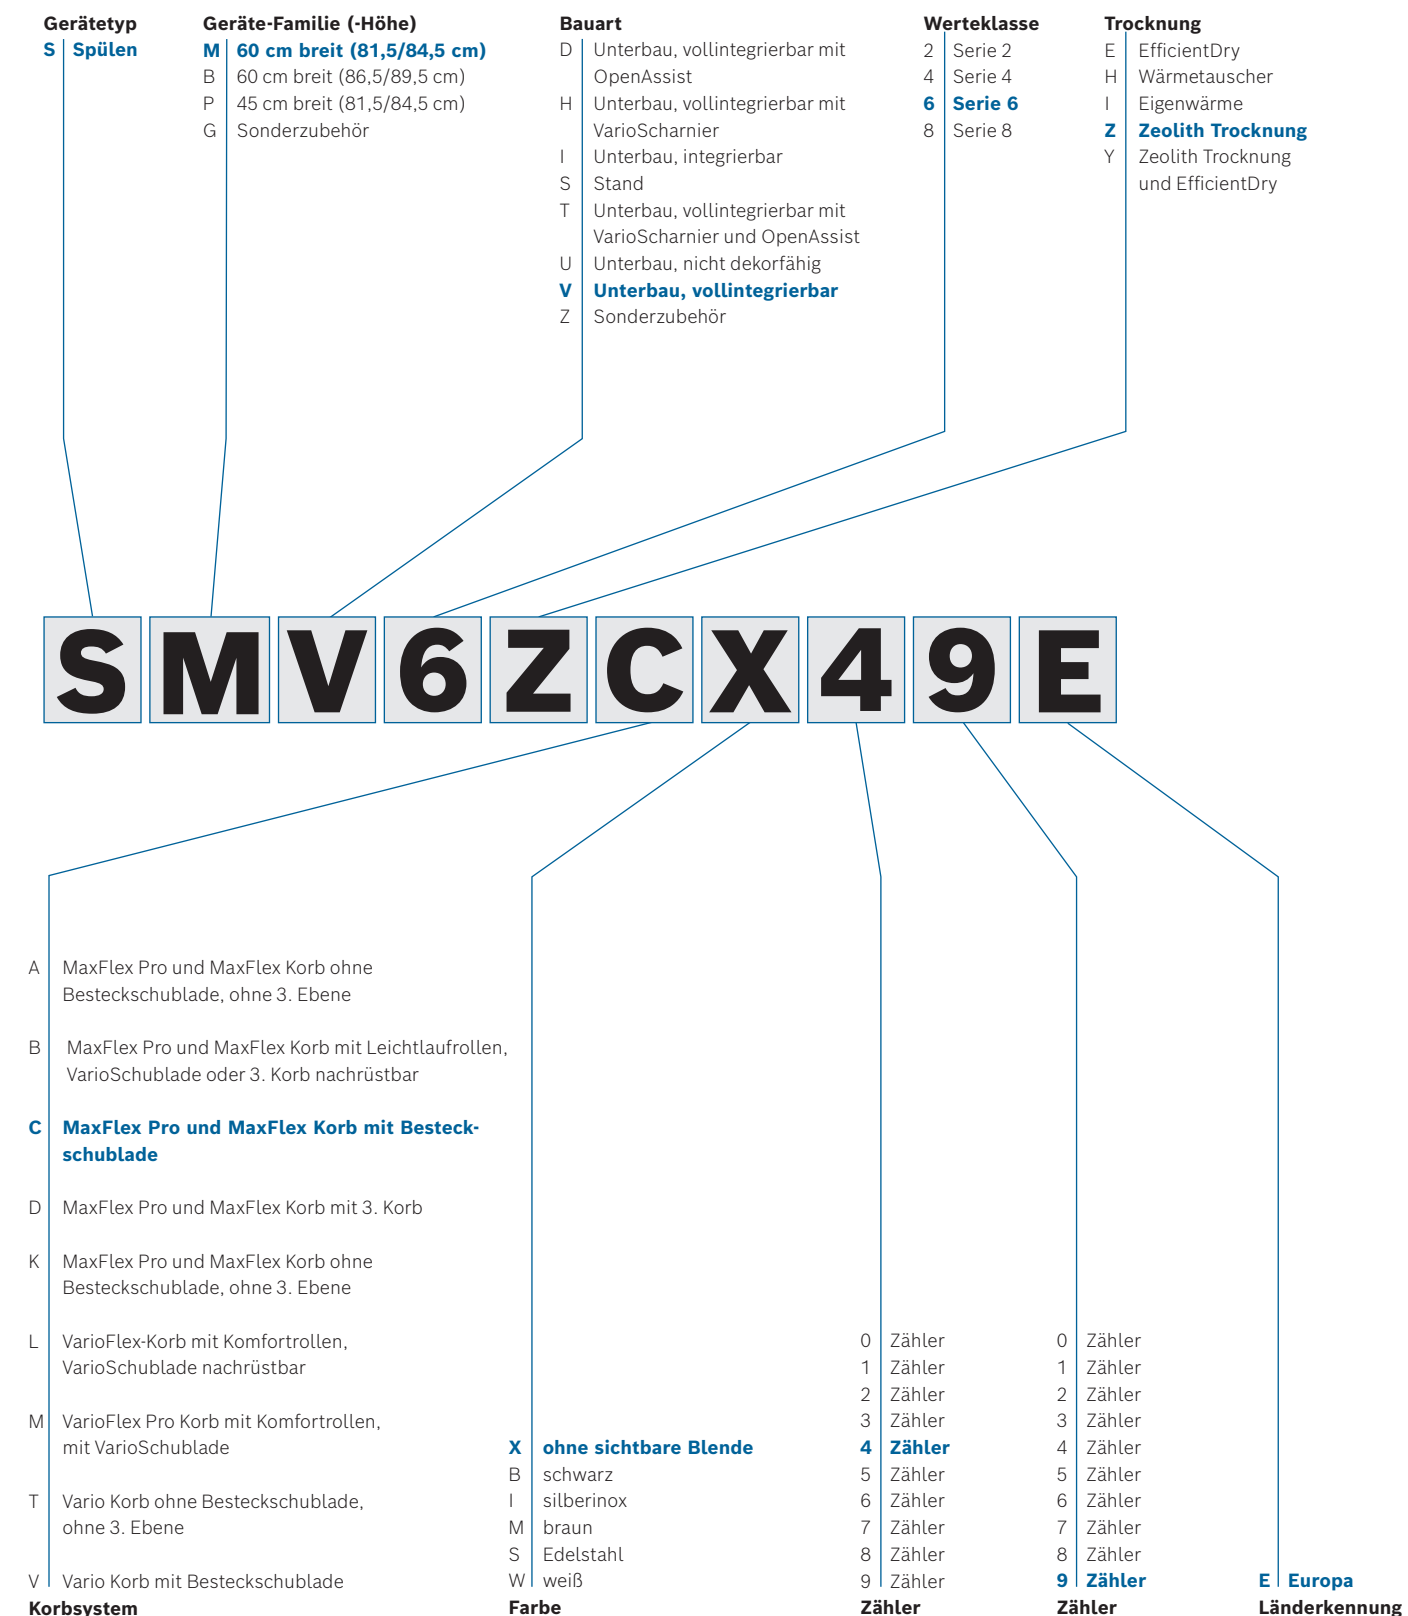 Gerätetyp
S Spülen
Geräte-Familie (-Höhe)
M 60 cm breit (81,5/84,5 cm)
B 60 cm breit (86,5/89,5 cm)
P 45 cm breit (81,5/84,5 cm)
G Sonderzubehör
Bauart
D Unterbau, vollintegrierbar mit
OpenAssist
H Unterbau, vollintegrierbar mit
VarioScharnier
I Unterbau, integrierbar
S Stand
T Unterbau, vollintegrierbar mit
VarioScharnier und OpenAssist
U Unterbau, nicht dekorfähig
V Unterbau, vollintegrierbar
Z Sonderzubehör
Werteklasse
2 Serie 2
4 Serie 4
6 Serie 6
8 Serie 8
Trocknung
E EfficientDry
H Wärmetauscher
I Eigenwärme
Z Zeolith Trocknung
Y Zeolith Trocknung
und EfficientDry
S M V 6 Z C X 4 9 E
A MaxFlex Pro und MaxFlex Korb ohne
Besteckschublade, ohne 3. Ebene
B MaxFlex Pro und MaxFlex Korb mit Leichtlaufrollen,
VarioSchublade oder 3. Korb nachrüstbar
C MaxFlex Pro und MaxFlex Korb mit Besteck-
schublade
D MaxFlex Pro und MaxFlex Korb mit 3. Korb
K MaxFlex Pro und MaxFlex Korb ohne
Besteckschublade, ohne 3. Ebene
L VarioFlex-Korb mit Komfortrollen,
VarioSchublade nachrüstbar
M VarioFlex Pro Korb mit Komfortrollen,
mit VarioSchublade
T Vario Korb ohne Besteckschublade,
ohne 3. Ebene
V Vario Korb mit Besteckschublade
Korbsystem
X ohne sichtbare Blende
B schwarz
I silberinox
M braun
S Edelstahl
W weiß
Farbe
0 Zähler
1 Zähler
2 Zähler
3 Zähler
4 Zähler
5 Zähler
6 Zähler
7 Zähler
8 Zähler
9 Zähler
Zähler
0 Zähler
1 Zähler
2 Zähler
3 Zähler
4 Zähler
5 Zähler
6 Zähler
7 Zähler
8 Zähler
9 Zähler
Zähler
E Europa
Länderkennung